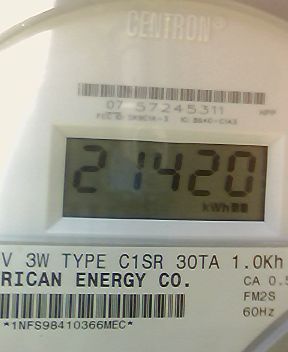 CENTRON®
07 57245311
21420
kWh
V 3W TYPE C1SR 30TA 1.0Kh
RICAN ENERGY CO.
CA 0.5
FM2S
60Hz
*1NFS98410366MEC*